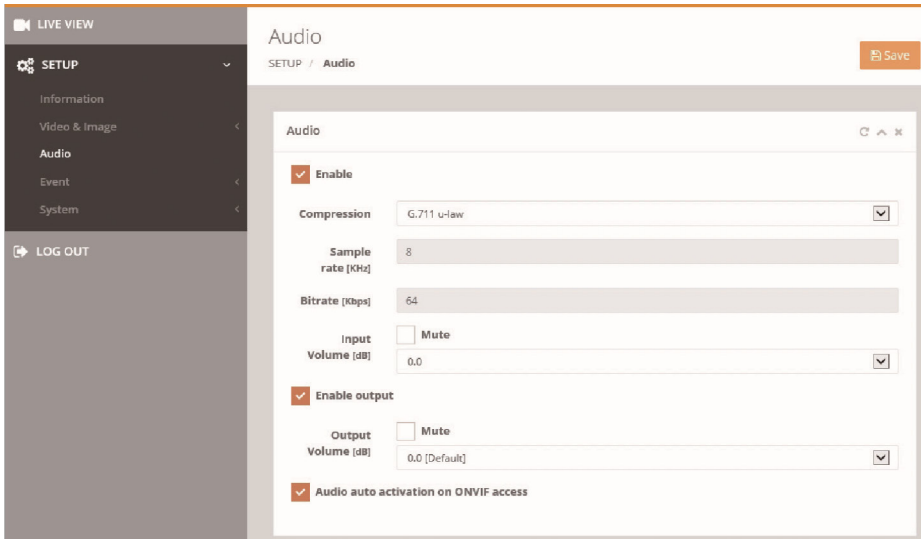 LIVE VIEW
SETUP
Information
Video & Image
Audio
Event
System
LOG OUT
Audio
SETUP / Audio
Save
Audio
Enable
Compression G.711 u-law
Sample rate [KHz] 8
Bitrate [Kbps] 64
Input Volume [dB] Mute
0.0
Enable output
Output Volume [dB] Mute
0.0 [Default]
Audio auto activation on ONVIF access